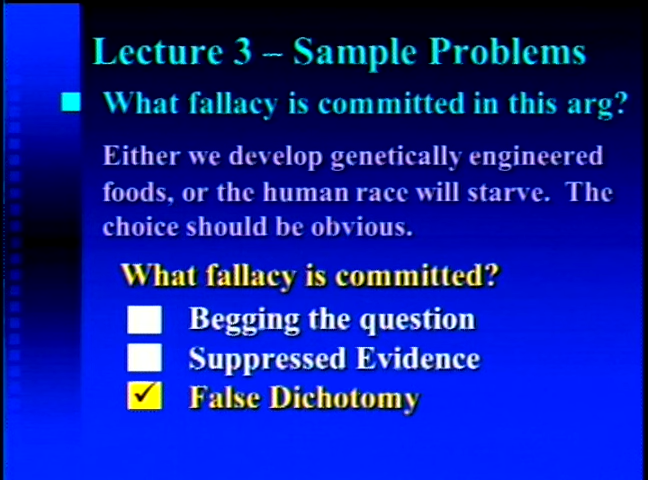 Lecture 3 – Sample Problems
What fallacy is committed in this arg?
Either we develop genetically engineered
foods, or the human race will starve. The
choice should be obvious.
What fallacy is committed?
Begging the question
Suppressed Evidence
False Dichotomy